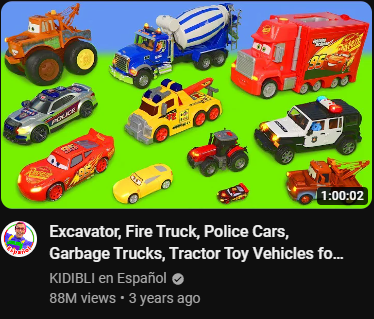 POLICE
1:00:02
Excavator, Fire Truck, Police Cars,
Garbage Trucks, Tractor Toy Vehicles fo...
KIDIBLI en Español
88M views • 3 years ago